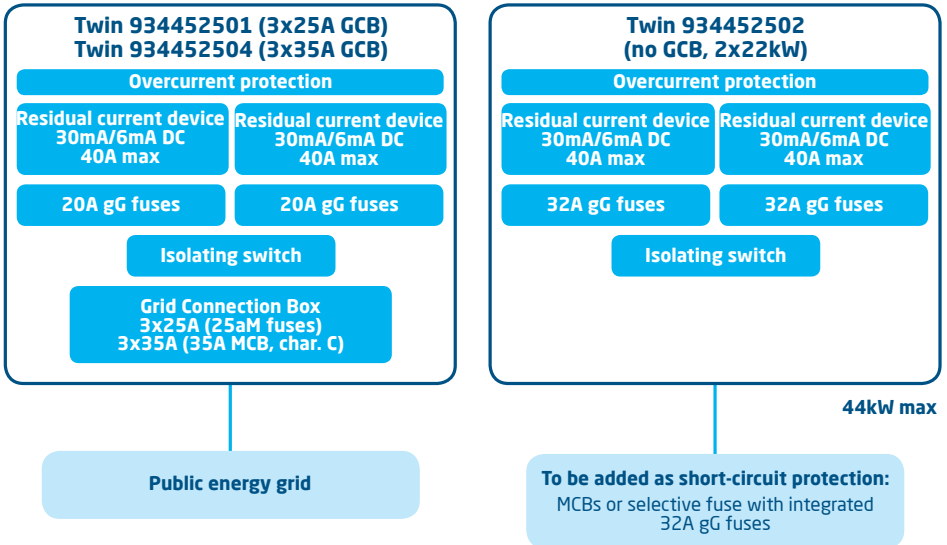 Twin 934452501 (3x25A GCB)
Twin 934452504 (3x35A GCB)
Overcurrent protection
Residual current device
30mA/6mA DC
40A max
Residual current device
30mA/6mA DC
40A max
20A gG fuses
20A gG fuses
Isolating switch
Grid Connection Box
3x25A (25aM fuses)
3x35A (35A MCB, char. C)
Public energy grid
Twin 934452502
(no GCB, 2x22kW)
Overcurrent protection
Residual current device
30mA/6mA DC
40A max
Residual current device
30mA/6mA DC
40A max
32A gG fuses
32A gG fuses
Isolating switch
44kW max
To be added as short-circuit protection:
MCBs or selective fuse with integrated
32A gG fuses